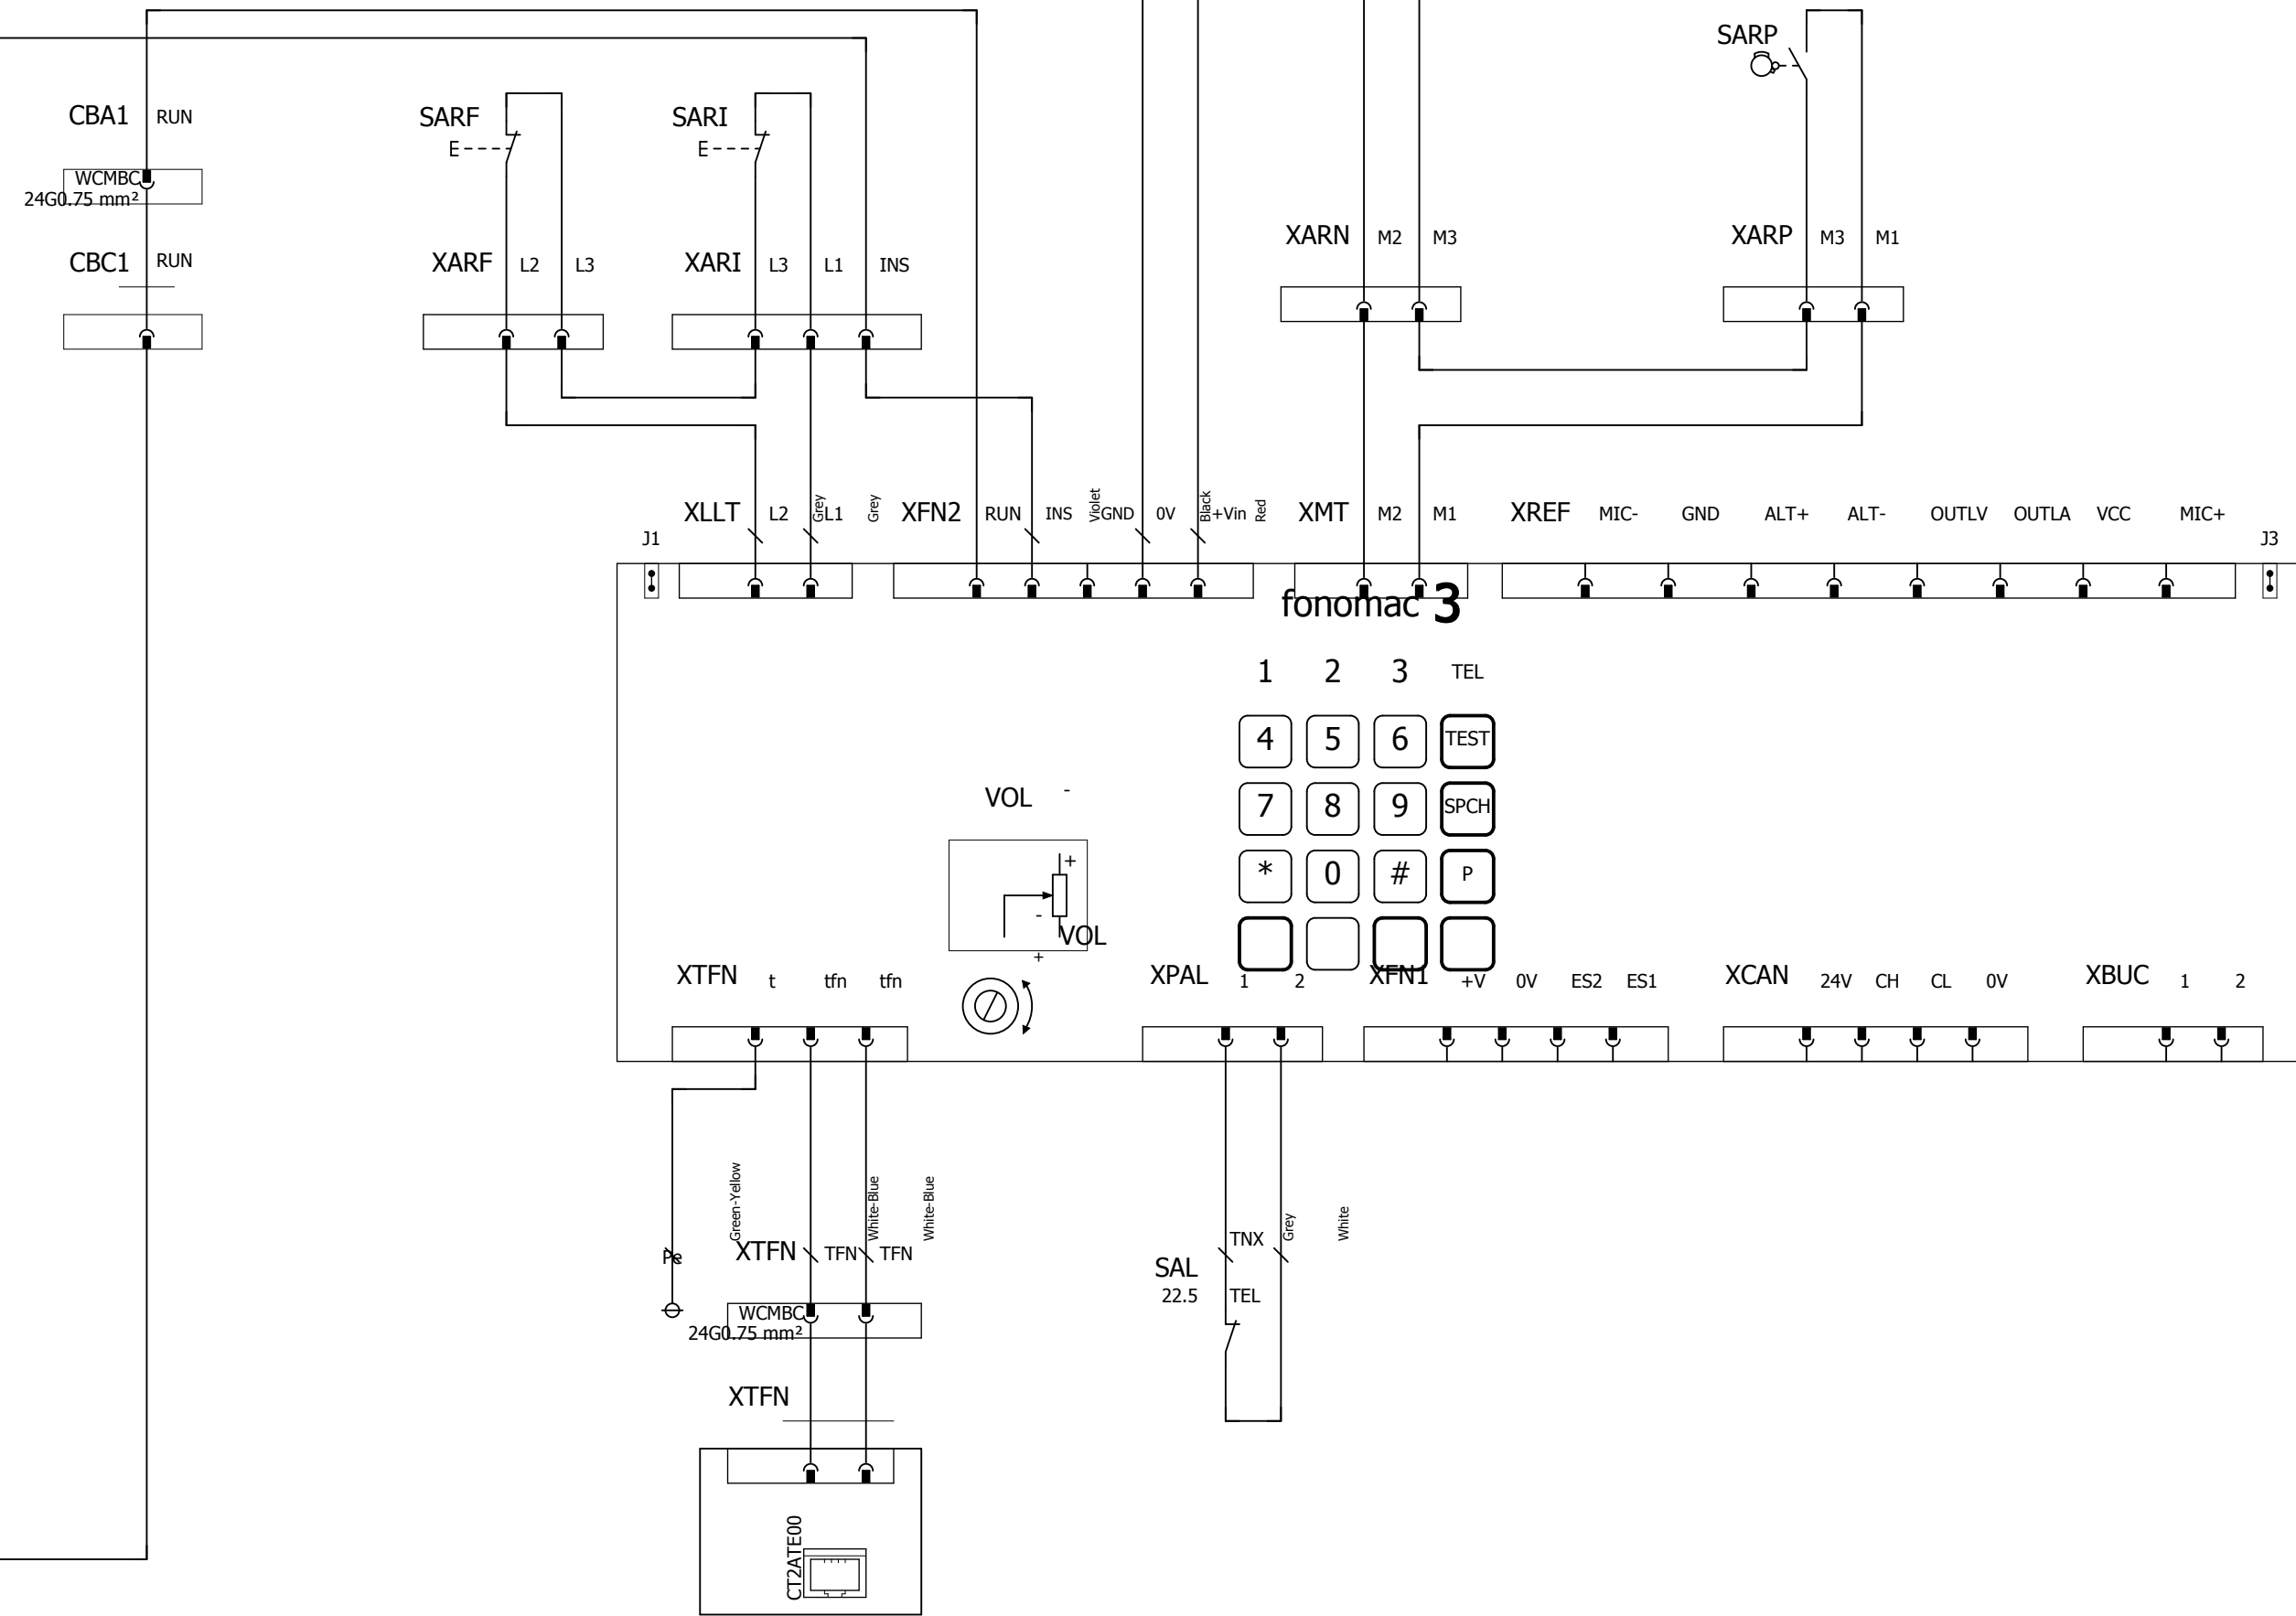 SARP
CBA1 RUN
SARF
E
SARI
E
WCMBC
24G0.75 mm²
CBC1 RUN
XARF L2 L3
XARI L3 L1 INS
XARN M2 M3
XARP M3 M1
XLLT L2 Grey L1 Grey
XFN2 RUN INS Violet GND 0V Black +Vin Red
XMT M2 M1
XREF MIC- GND ALT+ ALT- OUTLV OUTLA VCC MIC+
J1
J3
fonomac 3
1 2 3 TEL
4 5 6 TEST
7 8 9 SPCH
* 0 # P
VOL -
+
-
VOL
+
XTFN t tfn tfn
XPAL 1 2
XFN1 +V 0V ES2 ES1
XCAN 24V CH CL 0V
XBUC 1 2
Green-Yellow
White-Blue
White-Blue
Grey
White
Pe
XTFN TFN TFN
TNX
SAL
22.5 TEL
WCMBC
24G0.75 mm²
XTFN
CT2ATE00